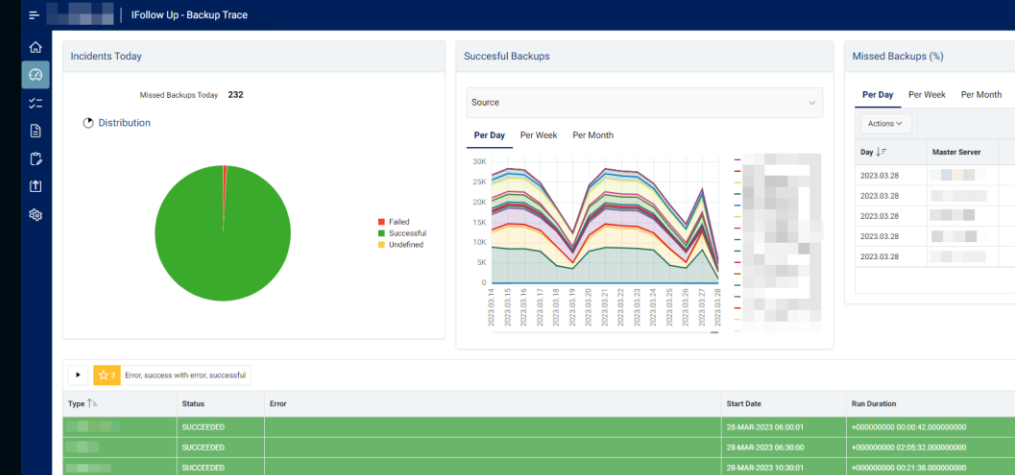 IFollow Up - Backup Trace
Incidents Today
Missed Backups Today 232
Distribution
Failed
Successful
Undefined
Succesful Backups
Source
Per Day Per Week Per Month
30K
25K
20K
15K
10K
5K
0
2023.03.14
2023.03.15
2023.03.16
2023.03.17
2023.03.18
2023.03.19
2023.03.20
2023.03.21
2023.03.22
2023.03.23
2023.03.24
2023.03.25
2023.03.26
2023.03.27
2023.03.28
Missed Backups (%)
Per Day Per Week Per Month
Actions
Day Master Server
2023.03.28
2023.03.28
2023.03.28
2023.03.28
2023.03.28
3 Error, success with error, successful
Type Status Error Start Date Run Duration
SUCCEEDED 28-MAR-2023 06:00:01 +000000000 00:00:42.000000000
SUCCEEDED 28-MAR-2023 06:30:00 +000000000 02:05:32.000000000
SUCCEEDED 28-MAR-2023 10:30:01 +000000000 00:21:38.000000000